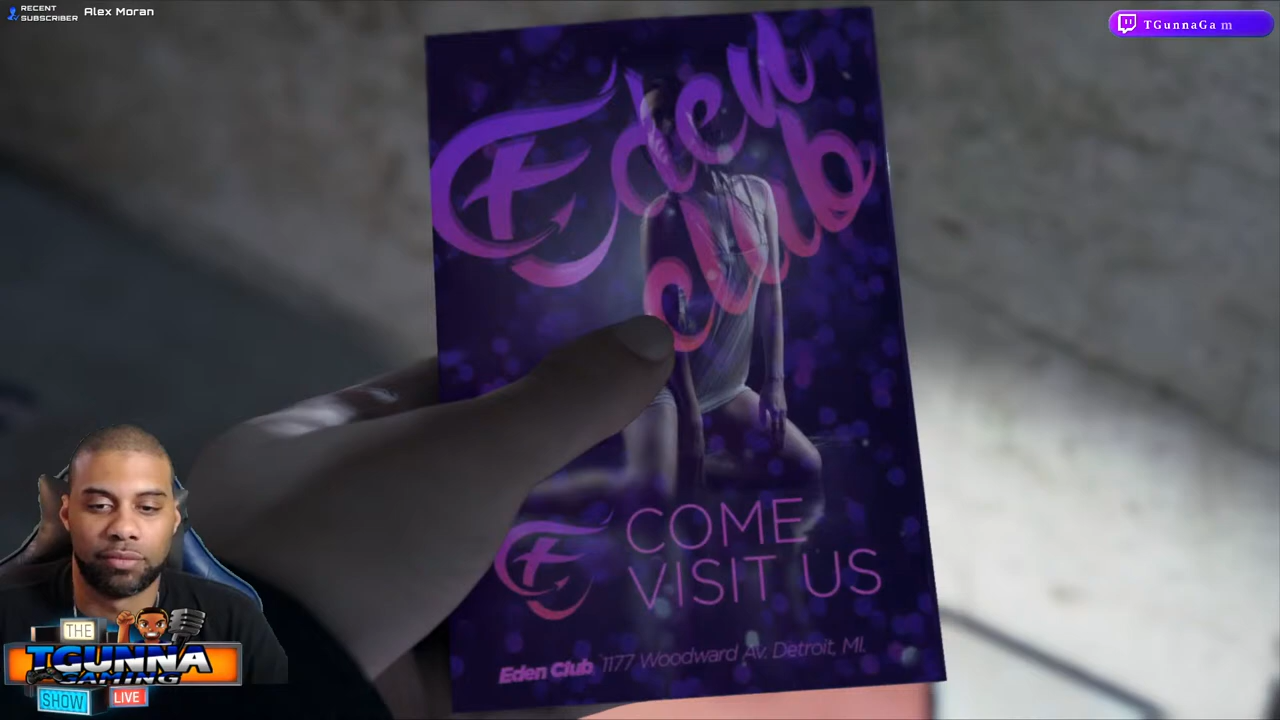 RECENT
SUBSCRIBER
Alex Moran
TGunnaGam
Eden
club
E
COME
VISIT US
Eden Club 1177 Woodward Av. Detroit, MI.
THE
TGUNNA
GAMING
SHOW
LIVE